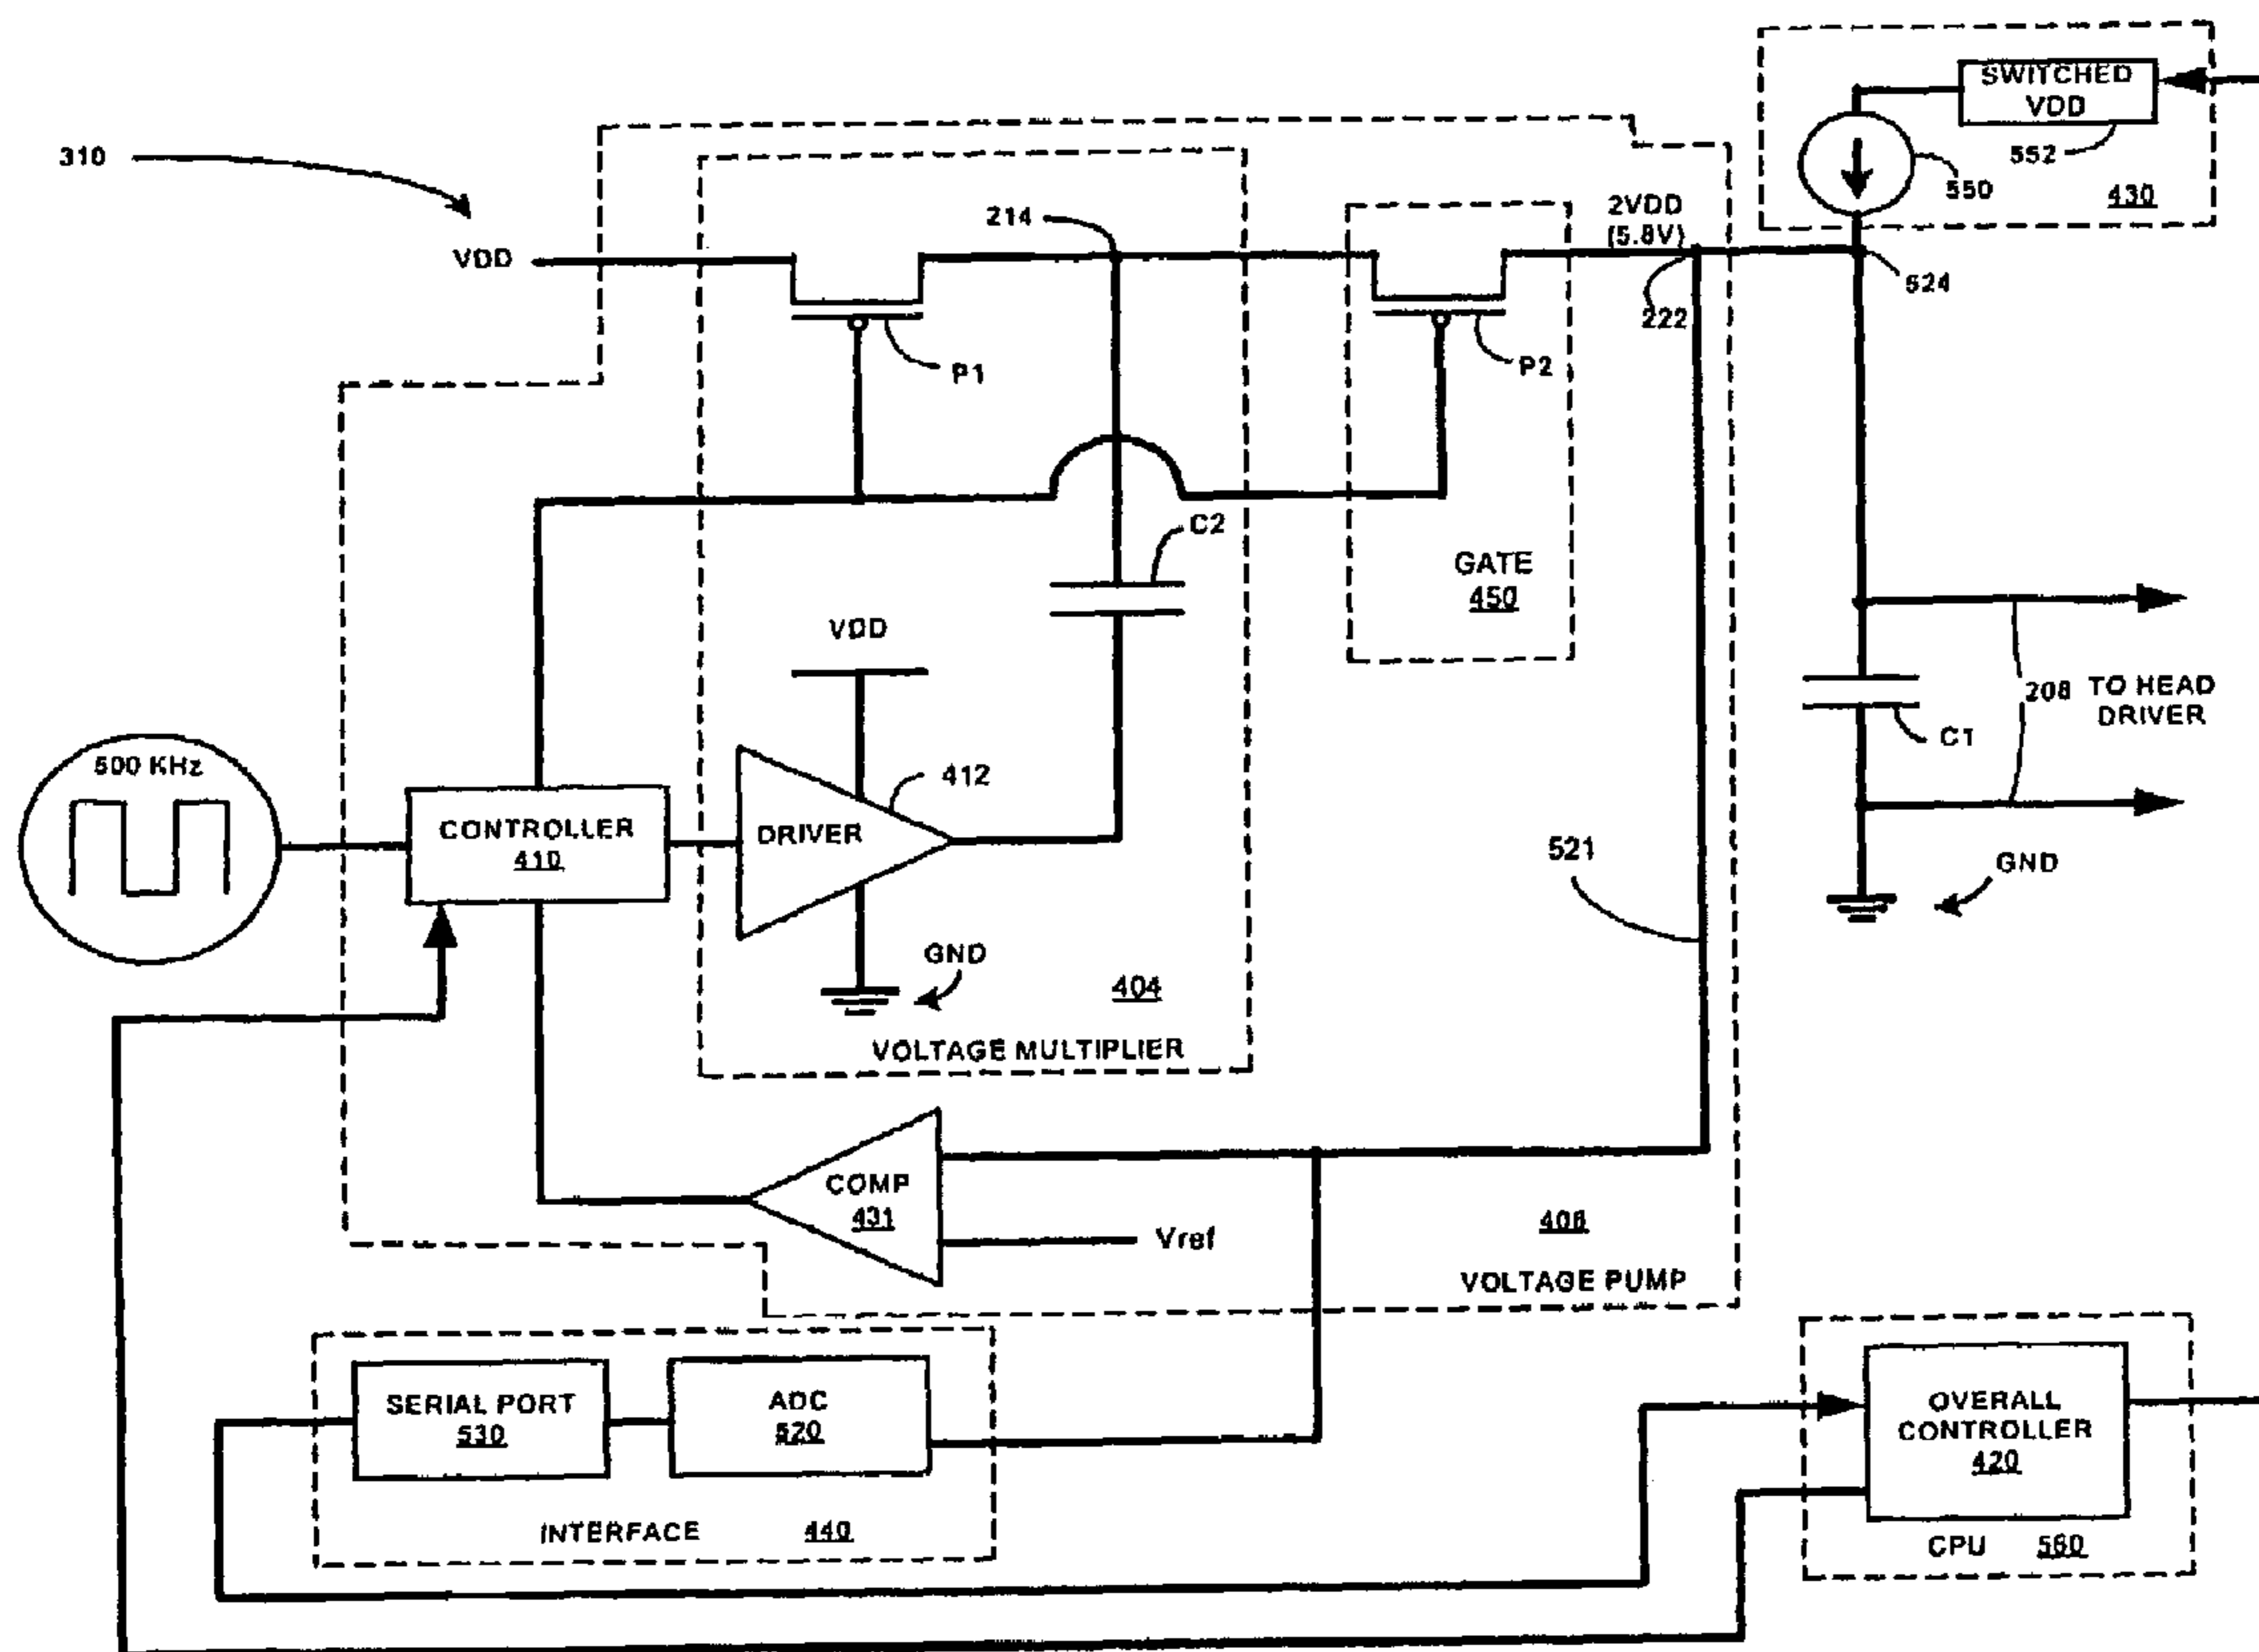 SWITCHED
VDD
552
550
430
310
VDD
214
2VDD
(5.8V)
222
524
P1
P2
C2
GATE
450
VDD
208 TO HEAD
DRIVER
C1
500 KHz
CONTROLLER
410
DRIVER
412
521
GND
GND
404
VOLTAGE MULTIPLIER
COMP
431
Vref
406
VOLTAGE PUMP
SERIAL PORT
530
ADC
520
INTERFACE 440
OVERALL
CONTROLLER
420
CPU 560